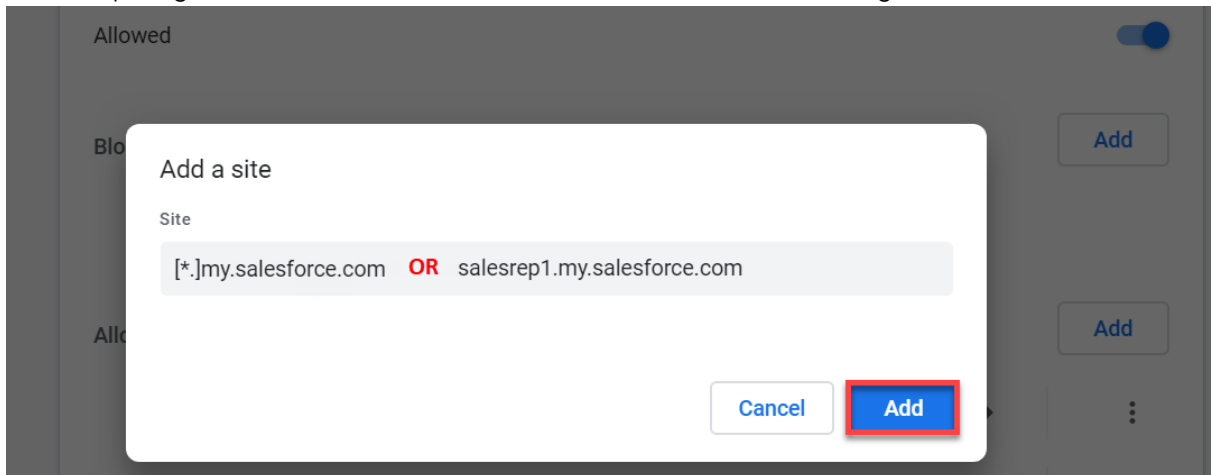 Allowed
Blo
Add
Add a site
Site
[*.]my.salesforce.com OR salesrep1.my.salesforce.com
Allo
Add
Cancel
Add